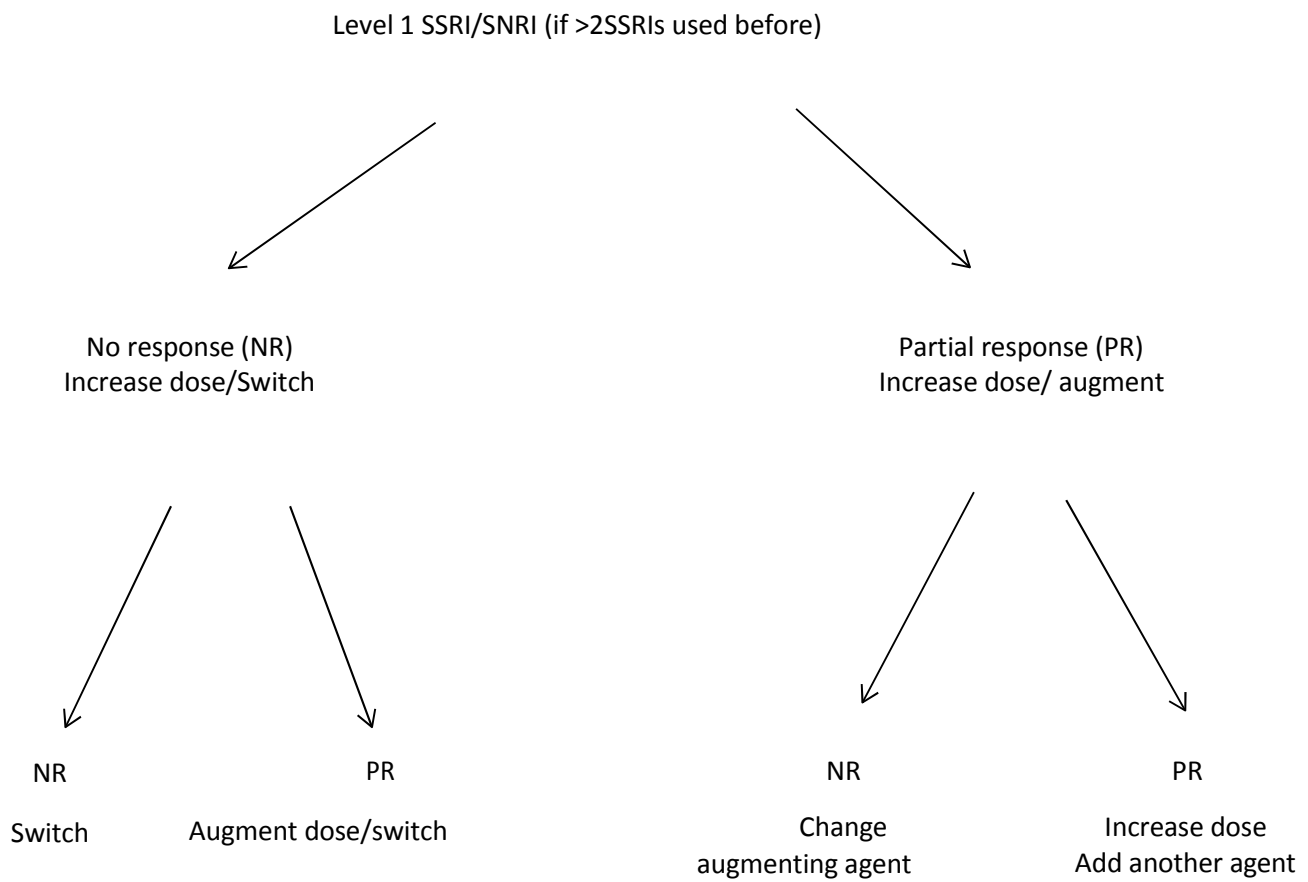 Level 1 SSRI/SNRI (if >2SSRIs used before)
No response (NR)
Increase dose/Switch
Partial response (PR)
Increase dose/ augment
NR
Switch
PR
Augment dose/switch
NR
Change
augmenting agent
PR
Increase dose
Add another agent